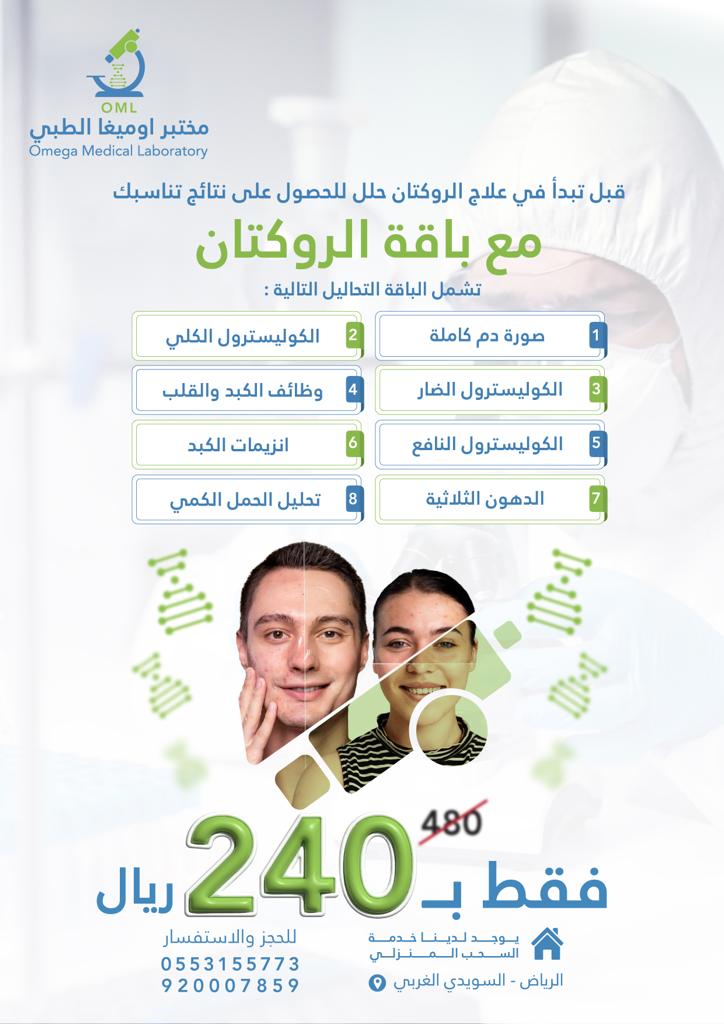 OML
مختبر اوميغا الطبي
Omega Medical Laboratory
قبل تبدأ في علاج الروكتان حلل للحصول على نتائج تناسبك
مع باقة الروكتان
تشمل الباقة التحاليل التالية :
1 صورة دم كاملة
2 الكوليسترول الكلي
3 الكوليسترول الضار
4 وظائف الكبد والقلب
5 الكوليسترول النافع
6 انزيمات الكبد
7 الدهون الثلاثية
8 تحليل الحمل الكمي
480
فقط بـ 240 ريال
يوجد لدينا خدمة
السحب المنزلي
الرياض - السويدي الغربي
للحجز والاستفسار
0553155773
920007859